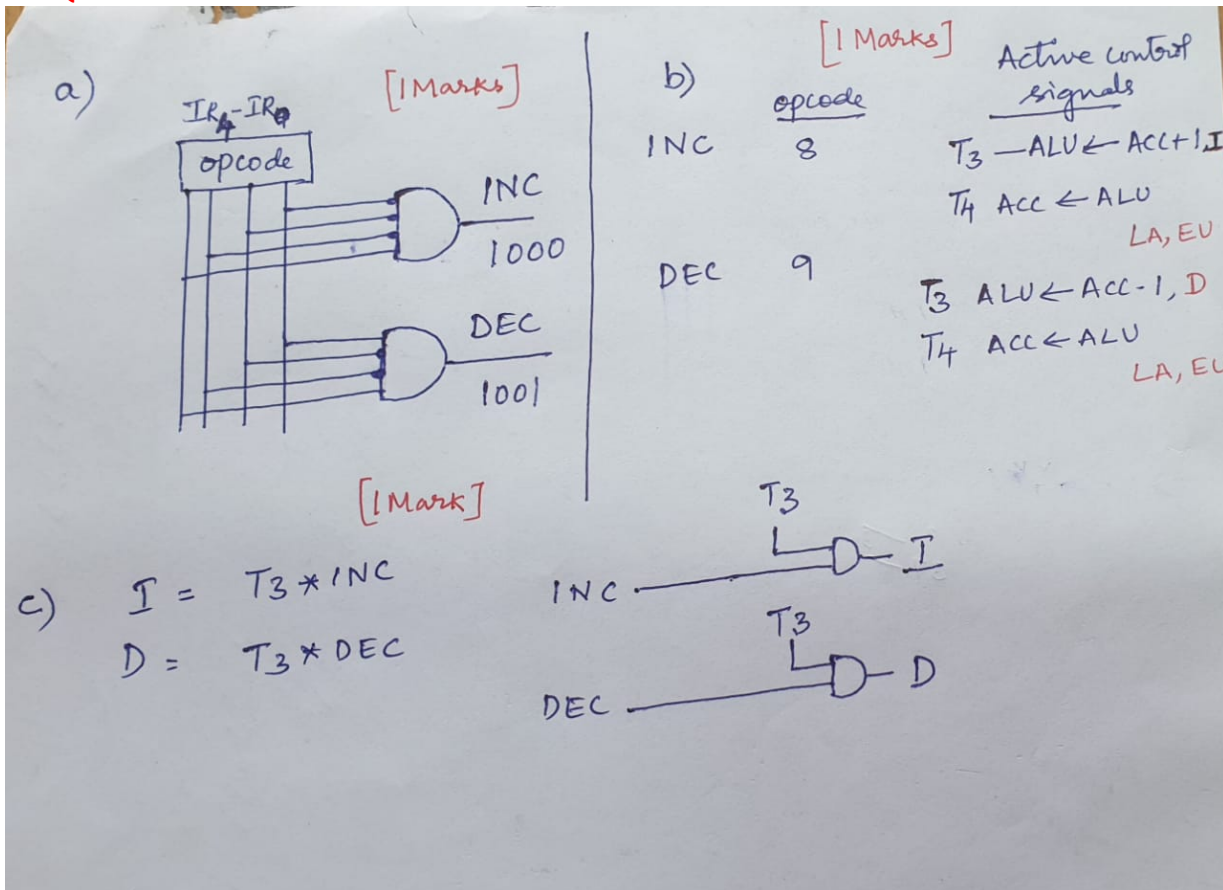 a)
[1 Marks]
IR4-IR0
opcode
INC
1000
DEC
1001
b)
[1 Marks]
opcode
Active control
signals
INC 8 T3 — ALU ← ACC+1, I
T4 ACC ← ALU
LA, EU
DEC 9
T3 ALU ← ACC-1, D
T4 ACC ← ALU
LA, EU
[1 Mark]
c) I = T3 * INC
D = T3 * DEC
T3
INC I
T3
DEC D